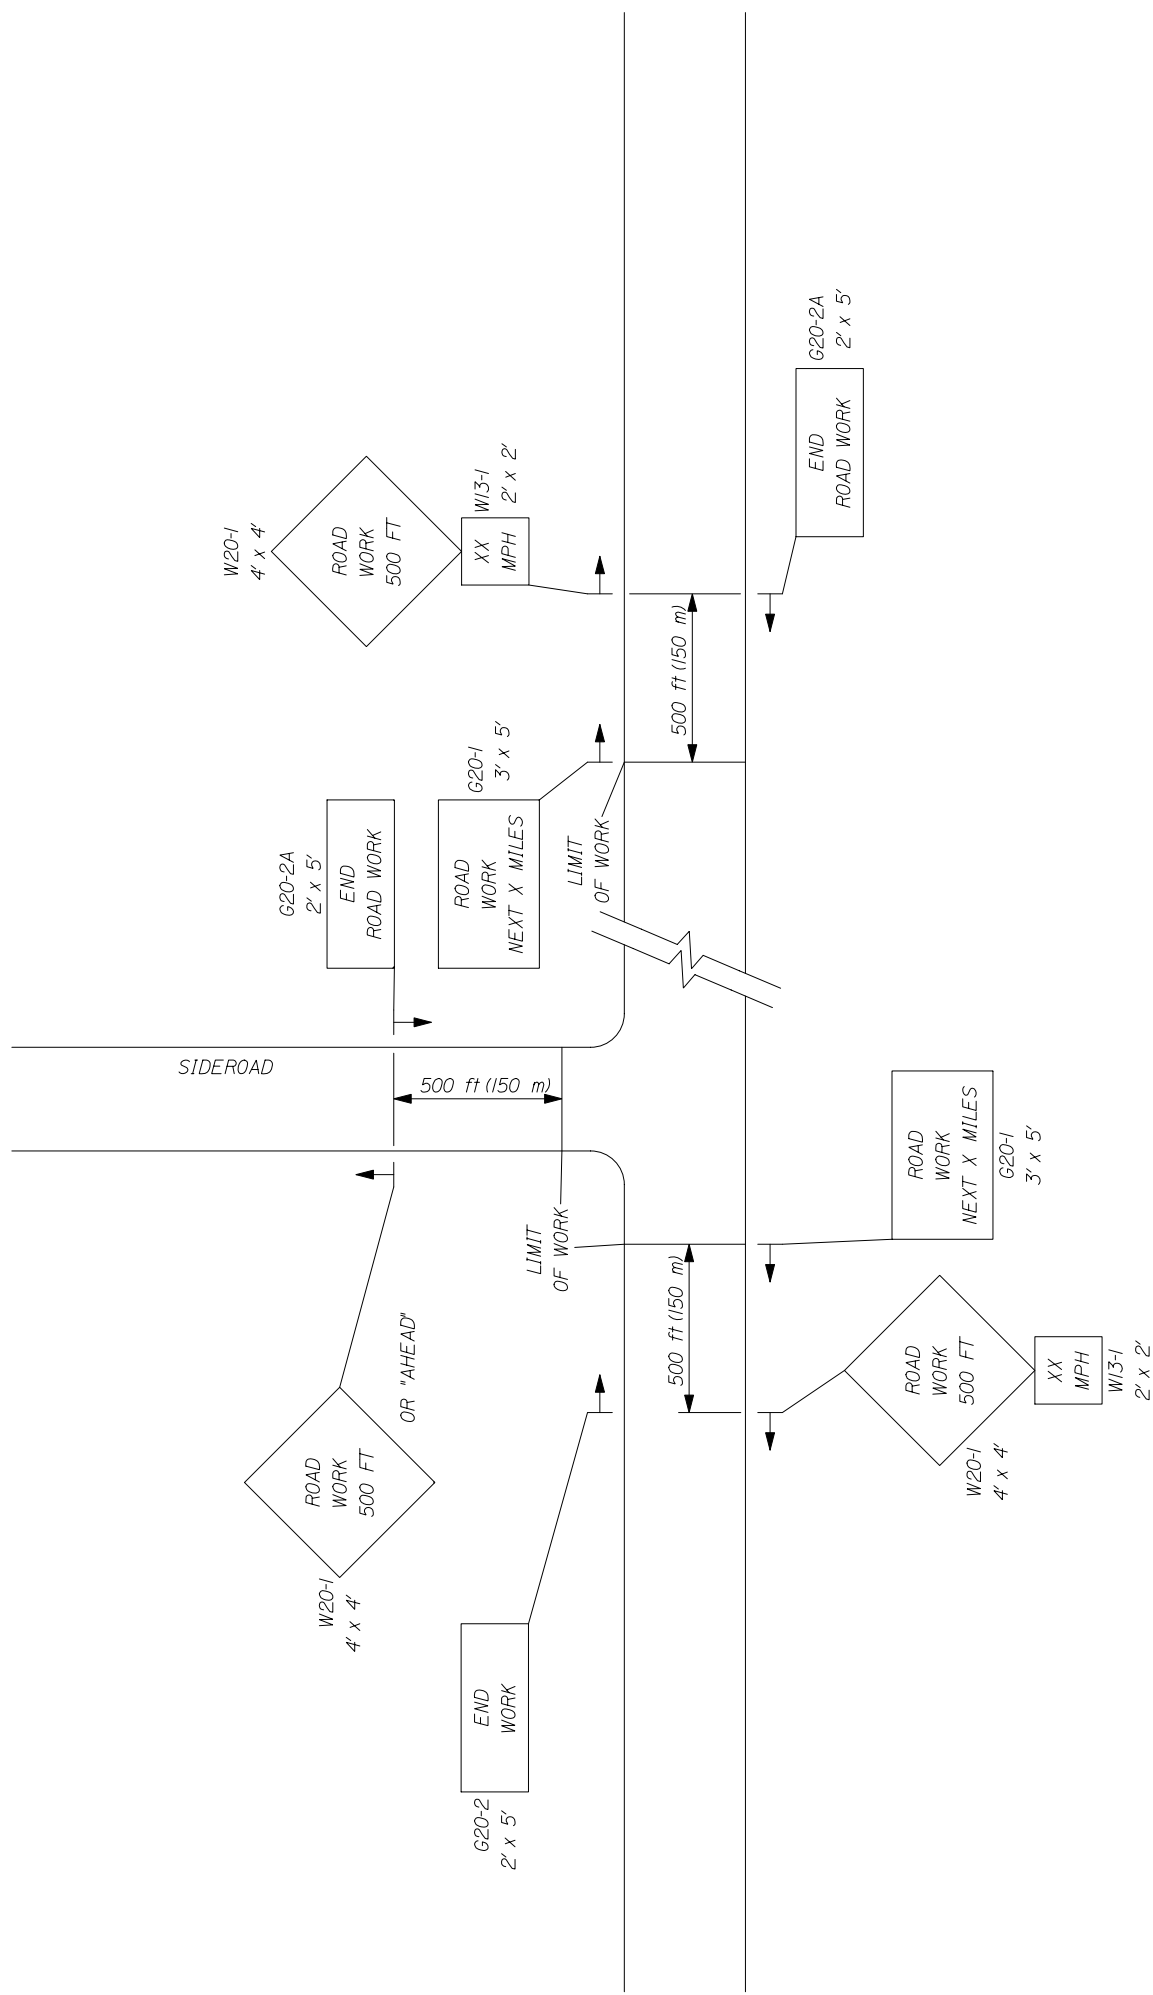 W20-1
4' x 4'
ROAD
WORK
500 FT
W13-1
2' x 2'
XX
MPH
G20-2A
2' x 5'
END
ROAD WORK
500 ft (150 m)
G20-1
3' x 5'
ROAD
WORK
NEXT X MILES
LIMIT
OF WORK
G20-2A
2' x 5'
END
ROAD WORK
SIDEROAD
500 ft (150 m)
LIMIT
OF WORK
ROAD
WORK
NEXT X MILES
G20-1
3' x 5'
500 ft (150 m)
ROAD
WORK
500 FT
W20-1
4' x 4'
XX
MPH
W13-1
2' x 2'
OR "AHEAD"
ROAD
WORK
500 FT
W20-1
4' x 4'
END
WORK
G20-2
2' x 5'